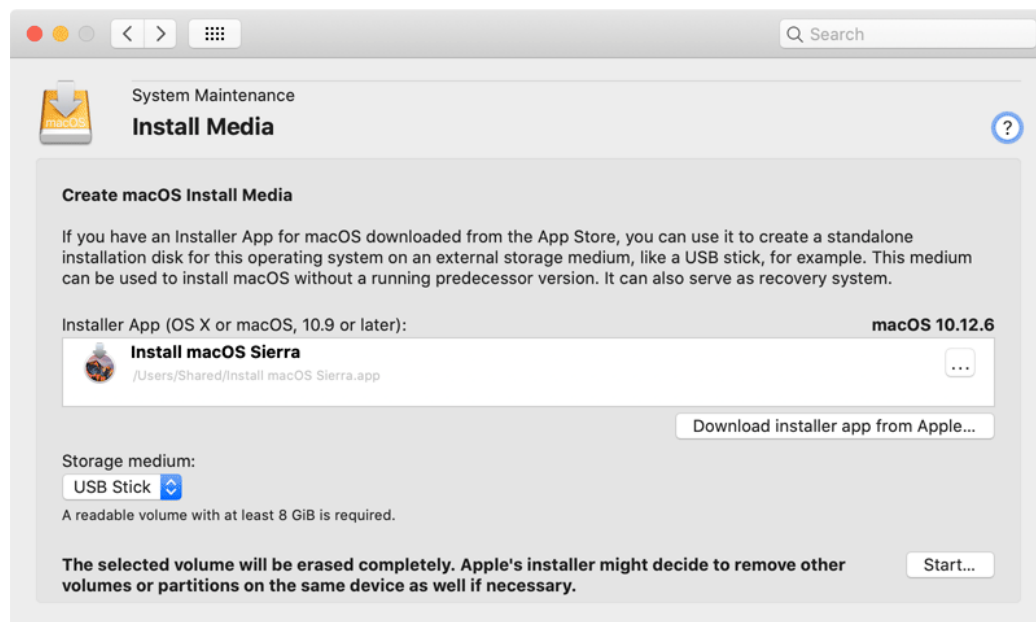 Search
System Maintenance
macOS
Install Media
?
Create macOS Install Media
If you have an Installer App for macOS downloaded from the App Store, you can use it to create a standalone
installation disk for this operating system on an external storage medium, like a USB stick, for example. This medium
can be used to install macOS without a running predecessor version. It can also serve as recovery system.
Installer App (OS X or macOS, 10.9 or later):
macOS 10.12.6
Install macOS Sierra
/Users/Shared/Install macOS Sierra.app
...
Download installer app from Apple...
Storage medium:
USB Stick
A readable volume with at least 8 GiB is required.
The selected volume will be erased completely. Apple's installer might decide to remove other
volumes or partitions on the same device as well if necessary.
Start...